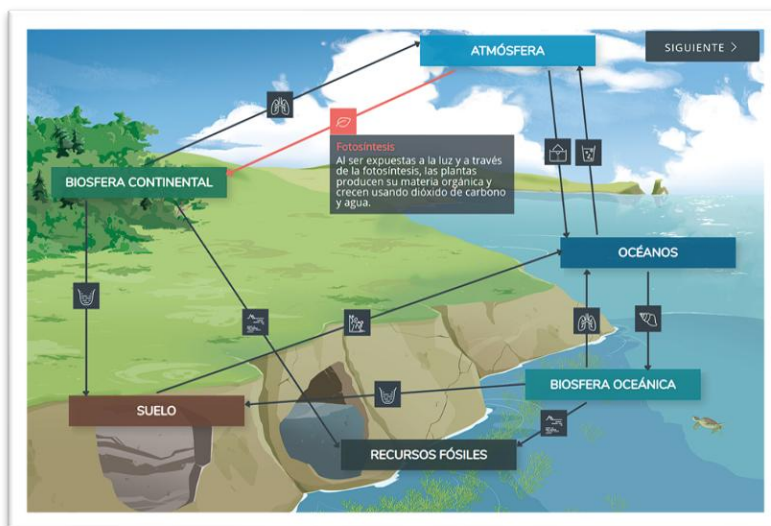 ATMÓSFERA
SIGUIENTE >
Fotosíntesis
Al ser expuestas a la luz y a través
de la fotosíntesis, las plantas
producen su materia orgánica y
crecen usando dióxido de carbono
y agua.
BIOSFERA CONTINENTAL
OCÉANOS
BIOSFERA OCEÁNICA
SUELO
RECURSOS FÓSILES